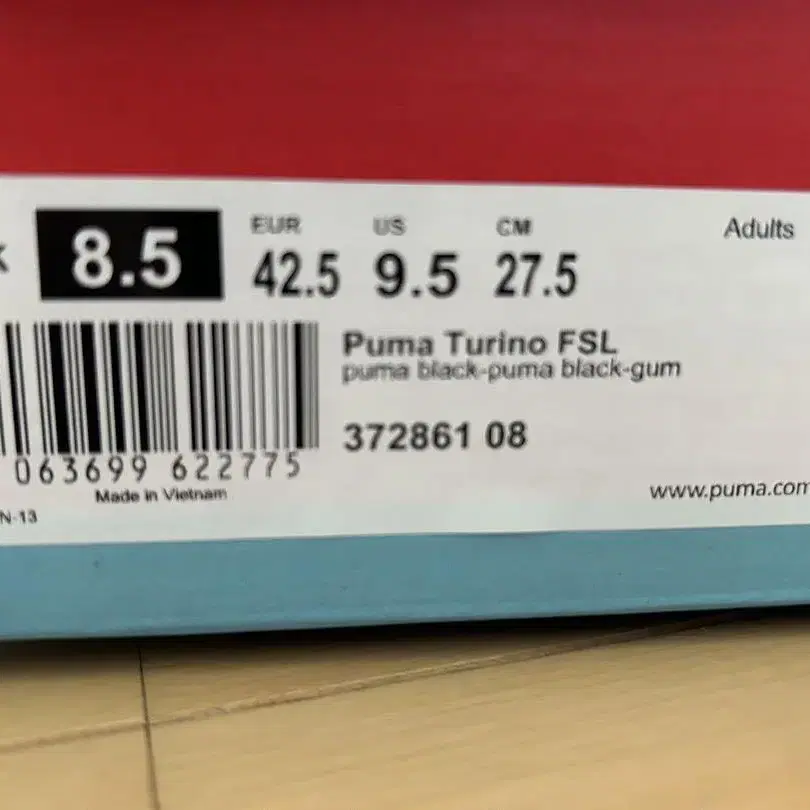 8.5
EUR US CM
42.5 9.5 27.5
Adults
Puma Turino FSL
puma black-puma black-gum
372861 08
063699 622775
Made in Vietnam
N-13
www.puma.com